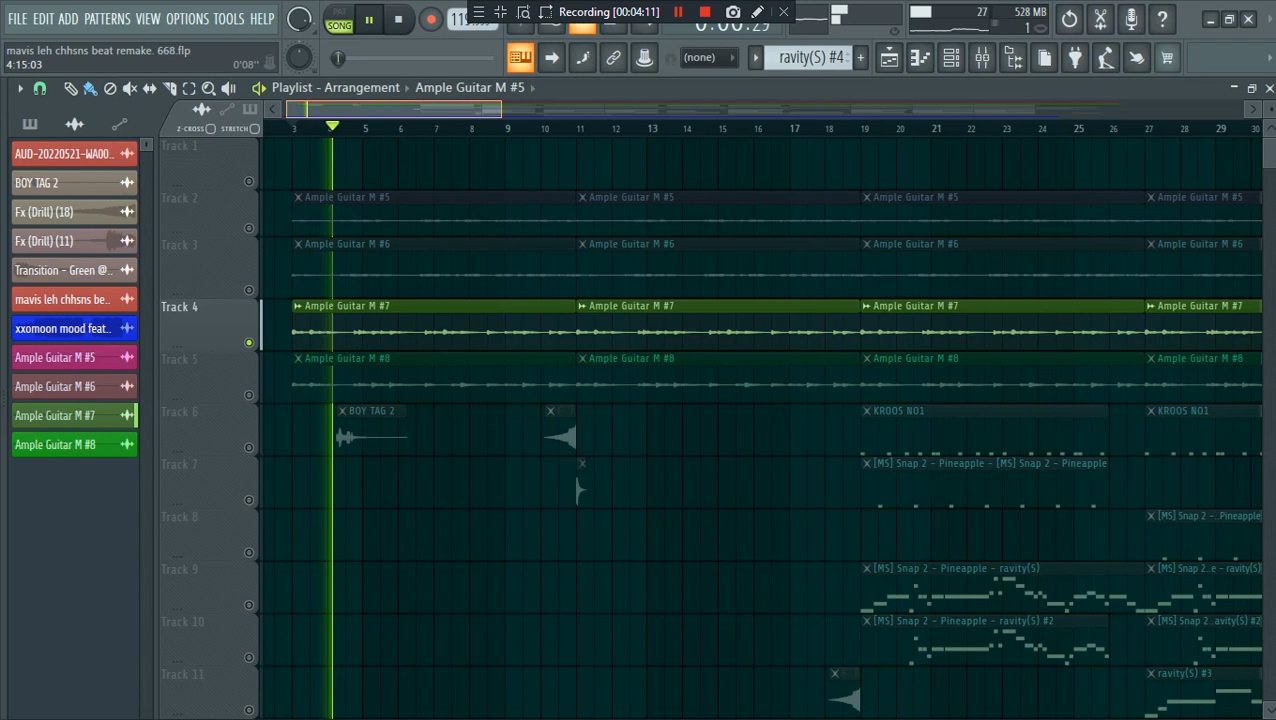 FILE EDIT ADD PATTERNS VIEW OPTIONS TOOLS HELP
PAT
SONG
Recording [00:04:11]
27
528 MB
1
mavis leh chhsns beat remake. 668.flp
4:15:03
0'08"
(none)
ravity(S) #4
Playlist - Arrangement
Ample Guitar M #5
Z-CROSS
STRETCH
3 5 6 7 8 9 10 11 12 13 14 15 16 17 18 19 20 21 22 23 24 25 26 27 28 29 30
AUD-20220521-WA00..
BOY TAG 2
Fx (Drill) (18)
Fx (Drill) (11)
Transition - Green @...
mavis leh chhsns be..
xxomoon mood feat..
Ample Guitar M #5
Ample Guitar M #6
Ample Guitar M #7
Ample Guitar M #8
Track 1
Track 2
Ample Guitar M #5 Ample Guitar M #5 Ample Guitar M #5 Ample Guitar M #5
Track 3
Ample Guitar M #6 Ample Guitar M #6 Ample Guitar M #6 Ample Guitar M #6
Track 4
Ample Guitar M #7 Ample Guitar M #7 Ample Guitar M #7 Ample Guitar M #7
Track 5
Ample Guitar M #8 Ample Guitar M #8 Ample Guitar M #8 Ample Guitar M #8
Track 6
BOY TAG 2 KROOS NO1 KROOS NO1
Track 7
[MS] Snap 2 - Pineapple - [MS] Snap 2 - Pineapple
Track 8
[MS] Snap 2 -..Pineapple
Track 9
[MS] Snap 2 - Pineapple - ravity(S) [MS] Snap 2..e - ravity(S)
Track 10
[MS] Snap 2 - Pineapple - ravity(S) #2 [MS] Snap 2..avity(S) #2
Track 11
ravity(S) #3